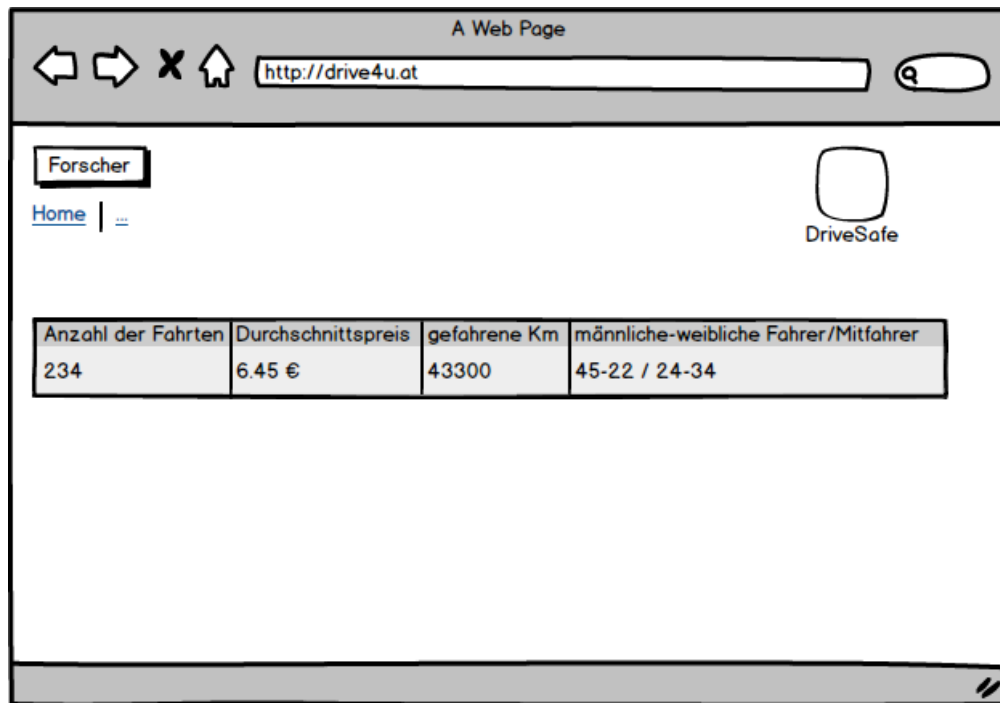 A Web Page
http://drive4u.at
Forscher
Home | ...
DriveSafe
Anzahl der Fahrten Durchschnittspreis gefahrene Km männliche-weibliche Fahrer/Mitfahrer
234 6.45 € 43300 45-22 / 24-34